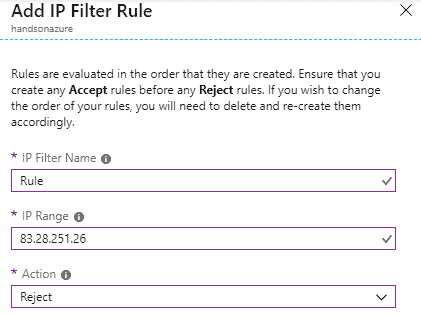 Add IP Filter Rule
handsonazure
Rules are evaluated in the order that they are created. Ensure that you
create any Accept rules before any Reject rules. If you wish to change
the order of your rules, you will need to delete and re-create them
accordingly.
* IP Filter Name
Rule
* IP Range
83.28.251.26
* Action
Reject